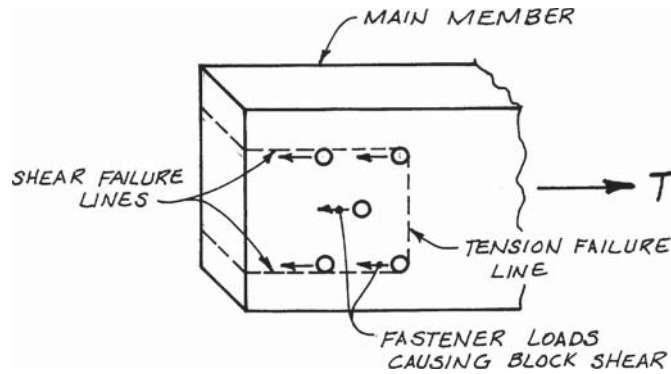 MAIN MEMBER
SHEAR FAILURE
LINES
T
TENSION FAILURE
LINE
FASTENER LOADS
CAUSING BLOCK SHEAR